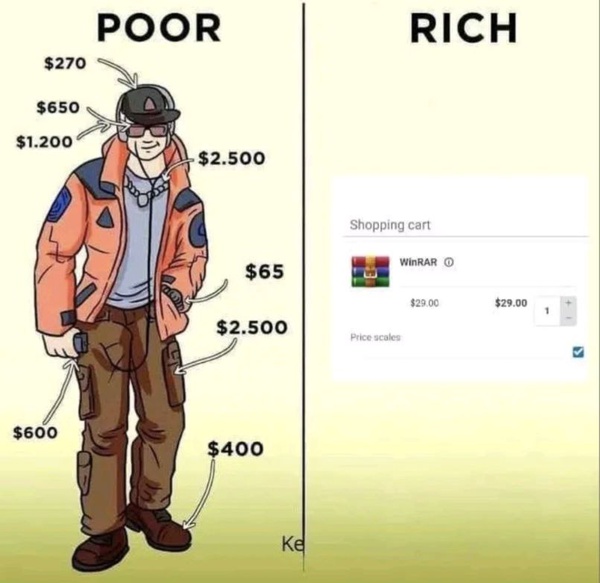 POOR
$270
$650
$1.200
$2.500
$65
$2.500
$600
$400
Ke
RICH
Shopping cart
WinRAR
$29.00 $29.00 1 + -
Price scales